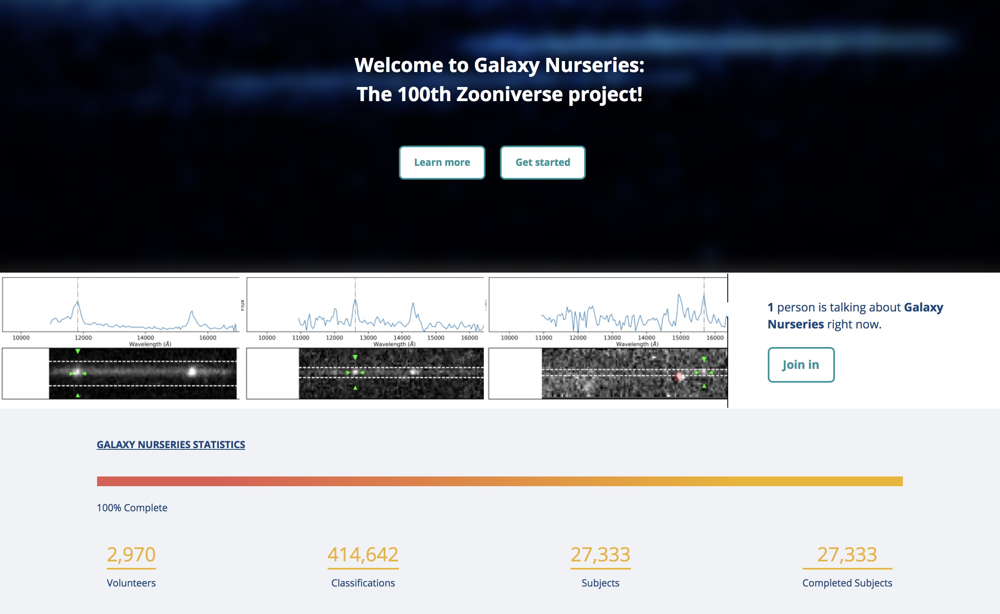 Welcome to Galaxy Nurseries:
The 100th Zooniverse project!
Learn more
Get started
10000 12000 14000 16000
Wavelength (Å)
Flux
10000 11000 12000 13000 14000 15000 16000
Wavelength (Å)
10000 11000 12000 13000 14000 15000 16000
Wavelength (Å)
1 person is talking about Galaxy
Nurseries right now.
Join in
GALAXY NURSERIES STATISTICS
100% Complete
2,970
Volunteers
414,642
Classifications
27,333
Subjects
27,333
Completed Subjects